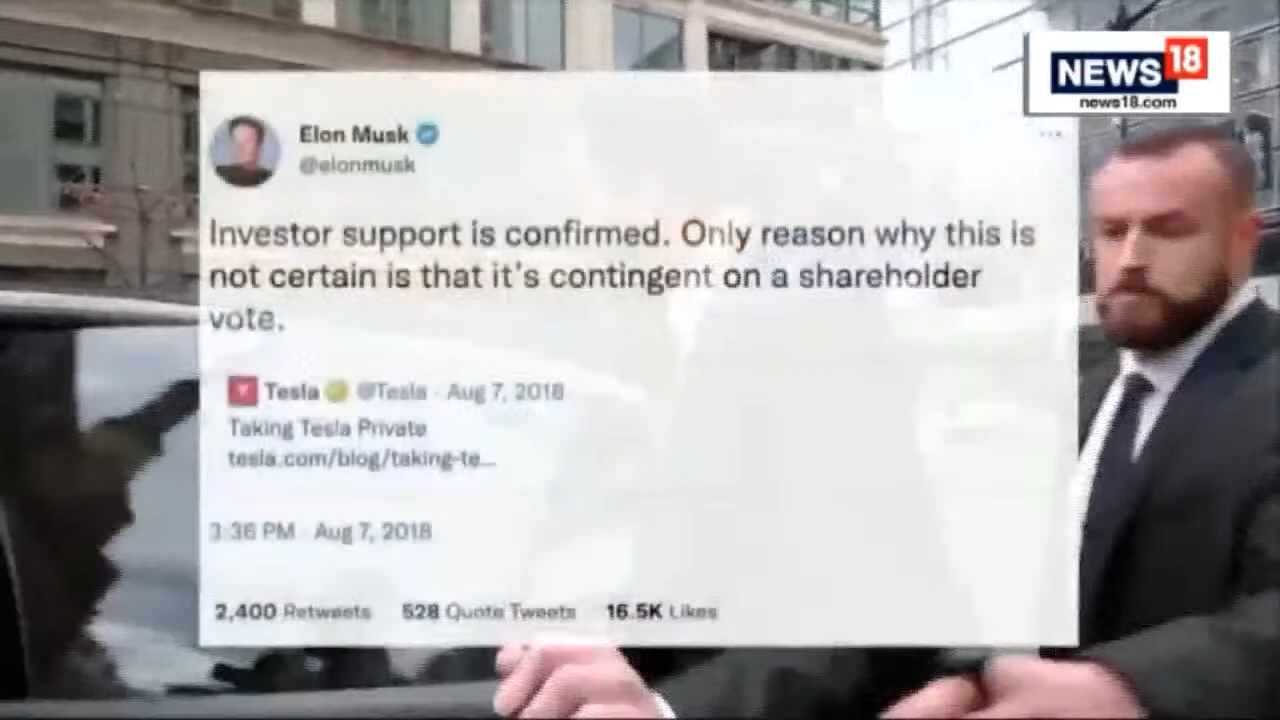 NEWS 18
news18.com
Elon Musk
@elonmusk
Investor support is confirmed. Only reason why this is
not certain is that it's contingent on a shareholder
vote.
Tesla @Tesla · Aug 7, 2018
Taking Tesla Private
tesla.com/blog/taking-te...
3:36 PM · Aug 7, 2018
2,400 Retweets 528 Quote Tweets 16.5K Likes